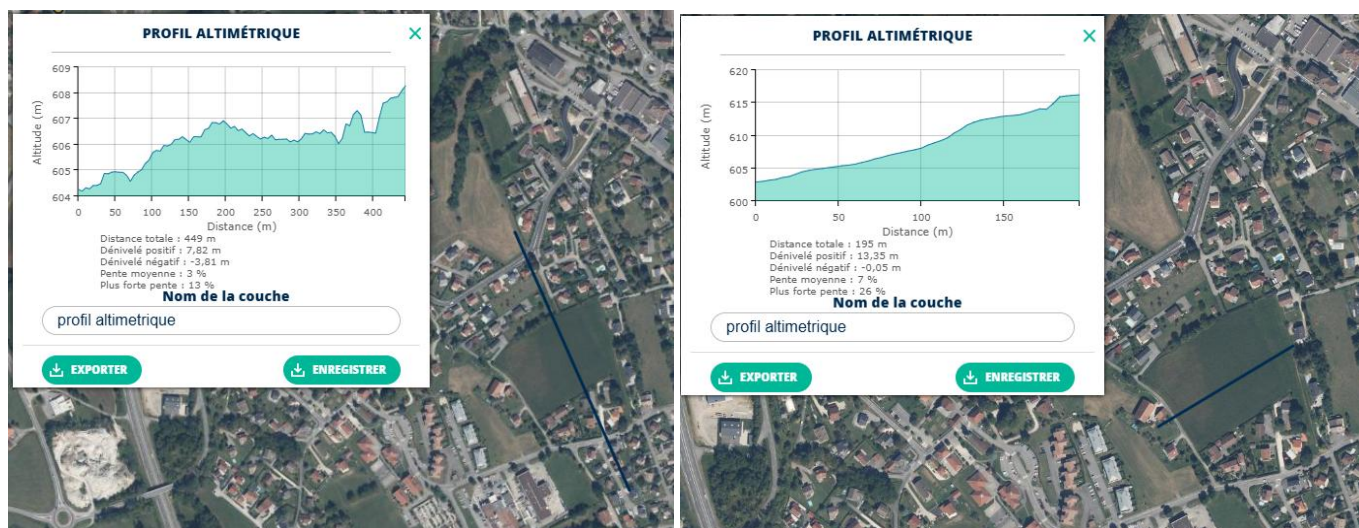 PROFIL ALTIMÉTRIQUE
609
608
607
606
605
604
Altitude (m)
0 50 100 150 200 250 300 350 400
Distance (m)
Distance totale : 449 m
Dénivelé positif : 7,82 m
Dénivelé négatif : -3,81 m
Pente moyenne : 3 %
Plus forte pente : 13 %
Nom de la couche
profil altimetrique
EXPORTER
ENREGISTRER
PROFIL ALTIMÉTRIQUE
620
615
610
605
600
Altitude (m)
0 50 100 150
Distance (m)
Distance totale : 195 m
Dénivelé positif : 13,35 m
Dénivelé négatif : -0,05 m
Pente moyenne : 7 %
Plus forte pente : 26 %
Nom de la couche
profil altimetrique
EXPORTER
ENREGISTRER